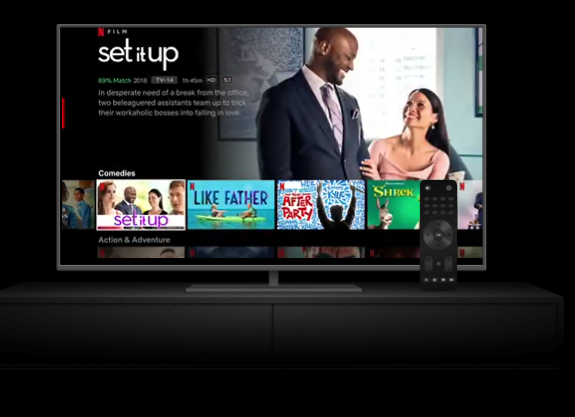 N FILM
set it up
89% Match 2018 TV-14 1h 45m HD 5.1
In desperate need of a break from the office,
two beleaguered assistants team up to trick
their workaholic bosses into falling in love.
Comedies
set it up
LIKE FATHER
THE AFTER
PARTY
SHREK
Action & Adventure